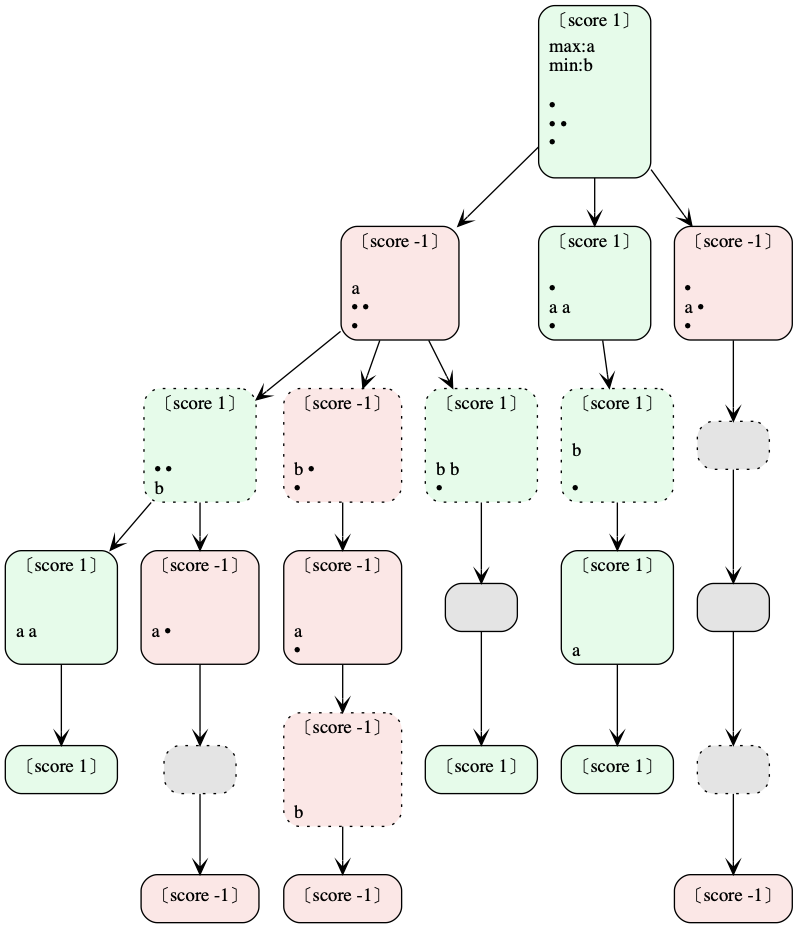 〔score 1〕
max:a
min:b
•
• •
•
〔score -1〕
a
• •
•
〔score 1〕
•
a a
•
〔score -1〕
•
a •
•
〔score 1〕
• •
b
〔score -1〕
b •
•
〔score 1〕
b b
•
〔score 1〕
b
•
〔score 1〕
a a
〔score -1〕
a •
〔score -1〕
a
•
〔score 1〕
a
〔score -1〕
b
〔score 1〕
〔score 1〕
〔score 1〕
〔score -1〕
〔score -1〕
〔score -1〕